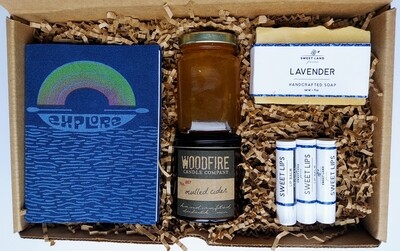 EXPLORE
SWEET LAND
LAVENDER
HANDCRAFTED SOAP
WOODFIRE
CANDLE COMPANY
mulled cider
SWEET LIPS
SWEET LIPS
SWEET LIPS